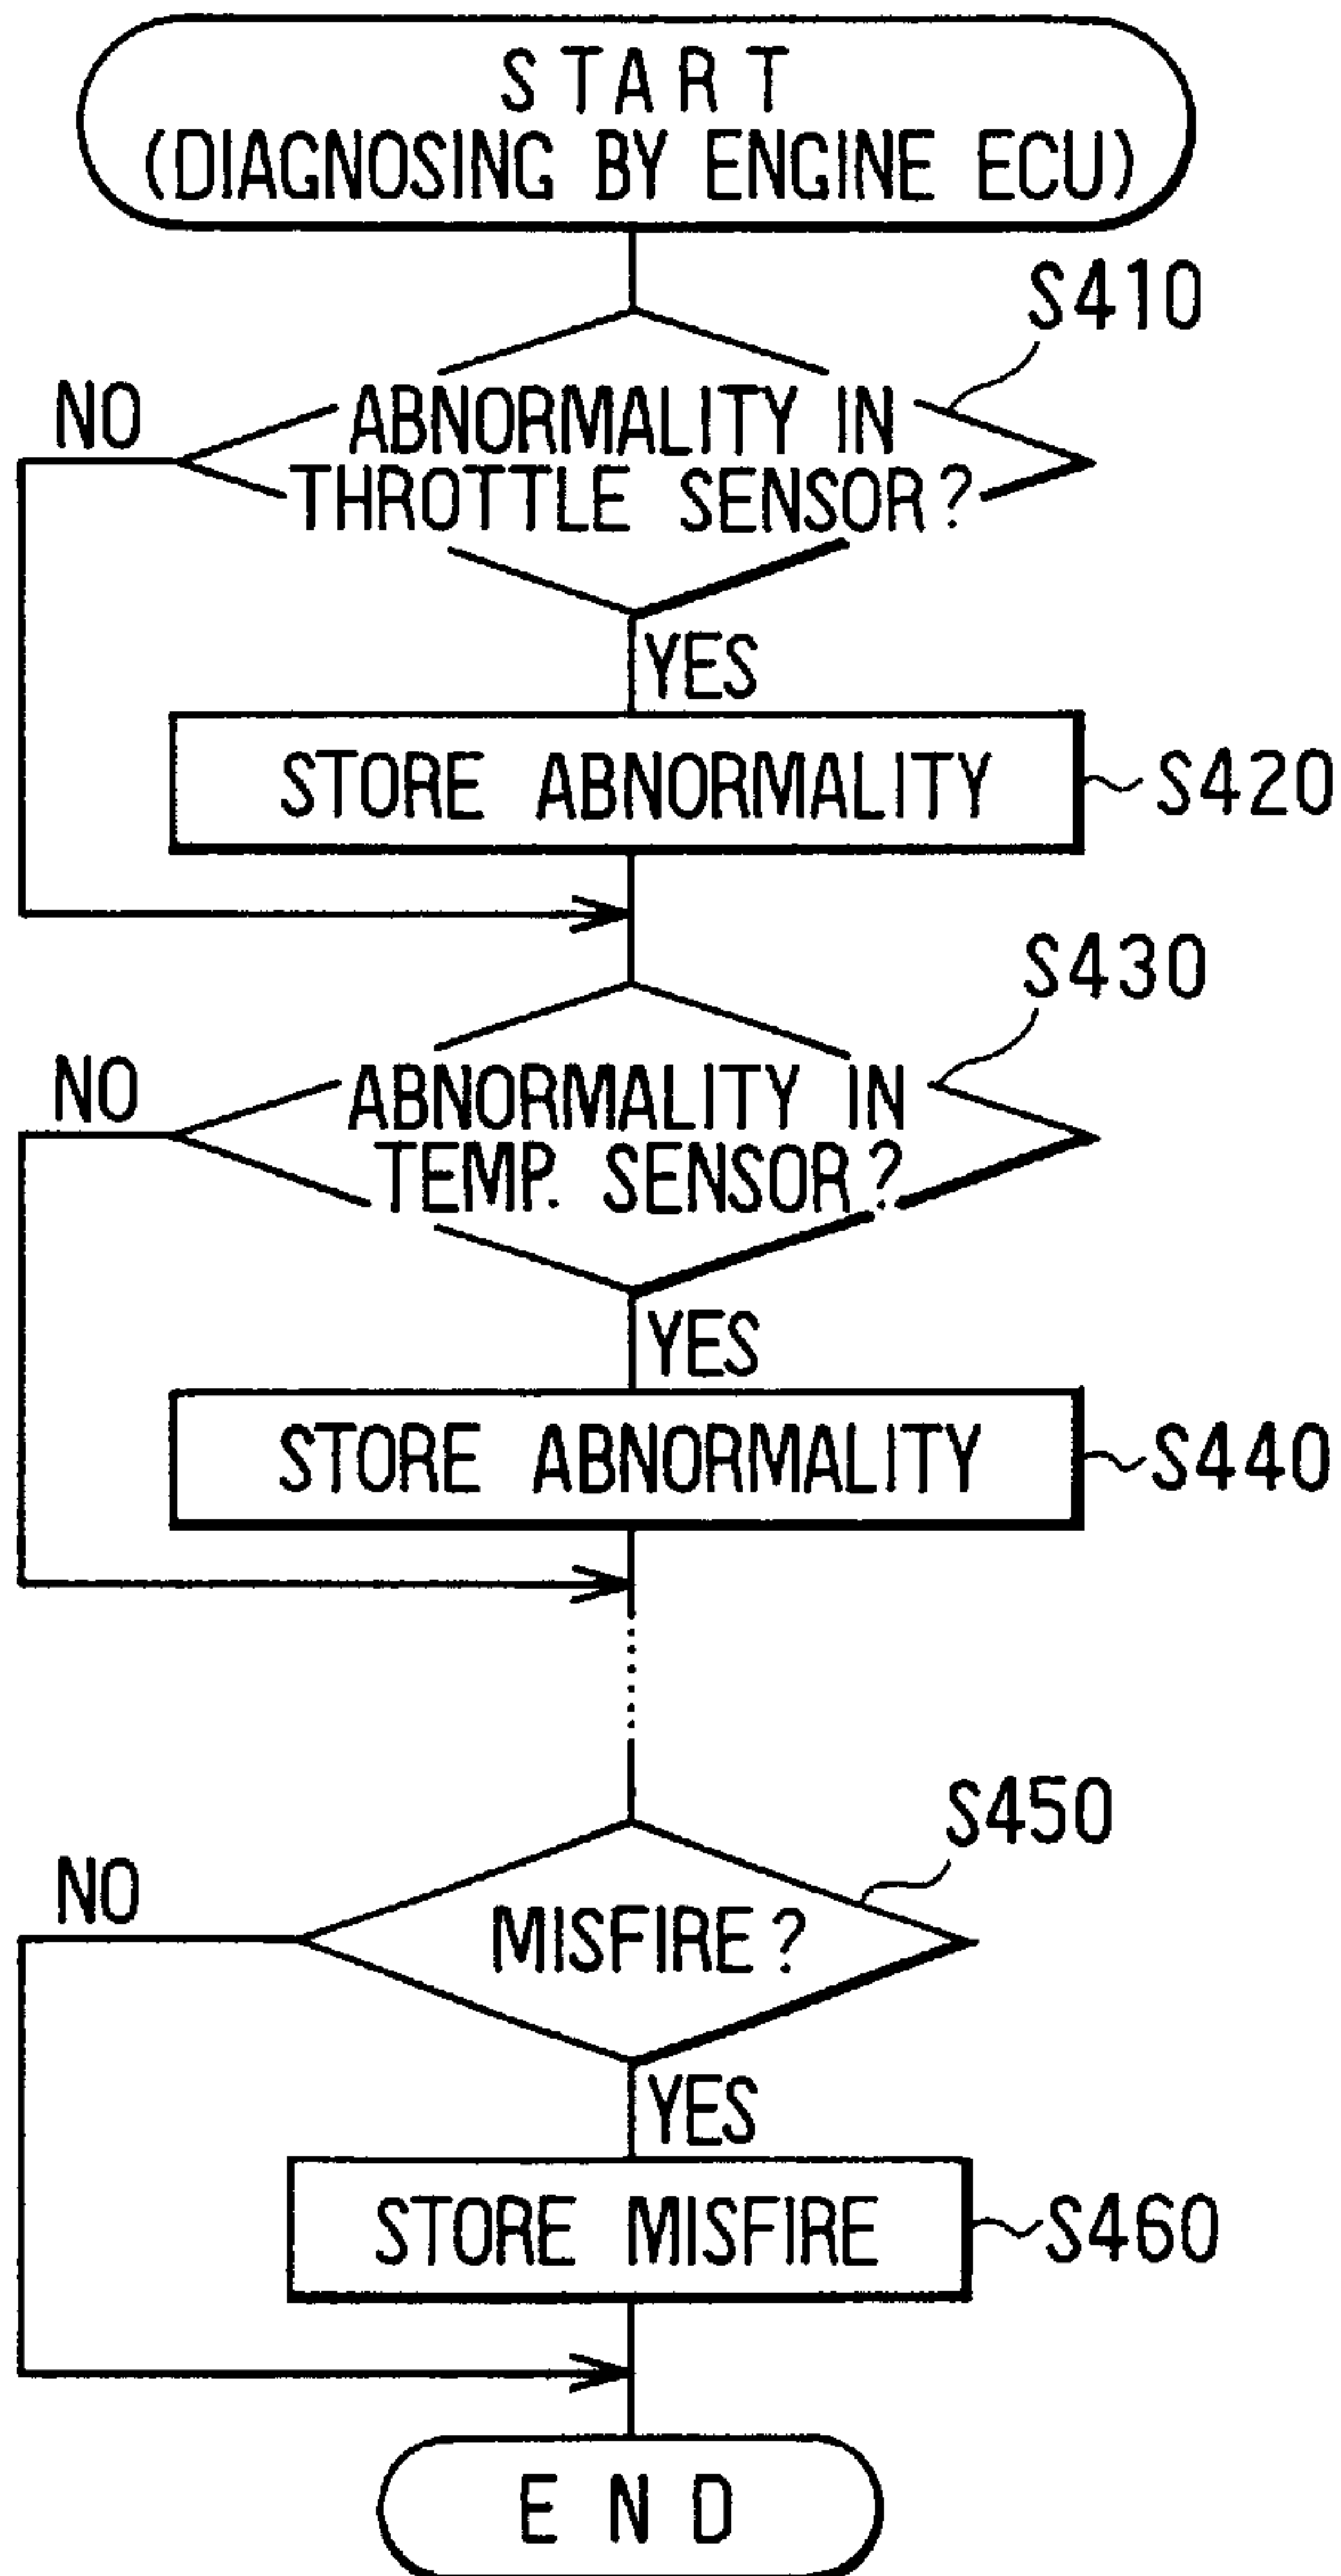 START
(DIAGNOSING BY ENGINE ECU)
S410
NO
ABNORMALITY IN
THROTTLE SENSOR?
YES
STORE ABNORMALITY
S420
S430
NO
ABNORMALITY IN
TEMP. SENSOR?
YES
STORE ABNORMALITY
S440
S450
NO
MISFIRE?
YES
STORE MISFIRE
S460
END